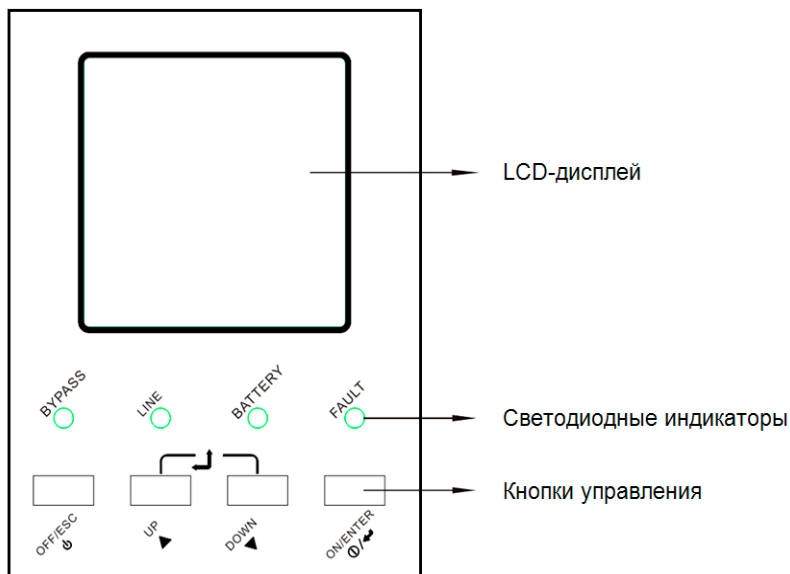 LCD-дисплей
BYPASS
LINE
BATTERY
FAULT
Светодиодные индикаторы
Кнопки управления
OFF/ESC
UP
DOWN
ON/ENTER